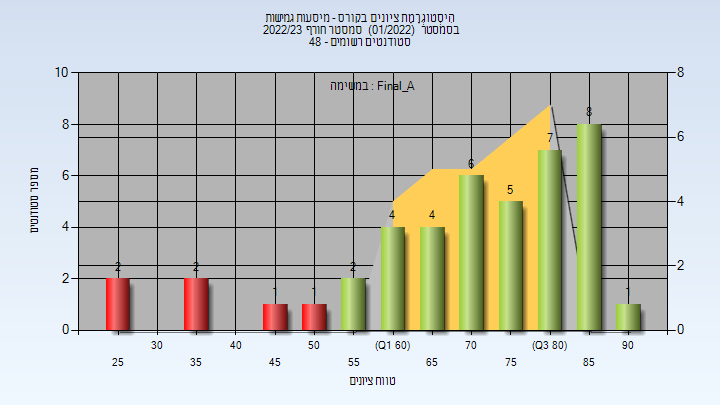 היסטוגרמת ציונים בקורס - מיסעות גמישות
בסמסטר (01/2022) סמסטר חורף 2022/23
סטודנטים רשומים - 48
במשימה : Final_A
מספר סטודנטים
10 8 6 4 2 0
8 6 4 2 0
2 2 1 1 2 4 4 6 5 7 8 1
30 40 50 (Q1 60) 70 (Q3 80) 90
25 35 45 55 65 75 85
טווח ציונים